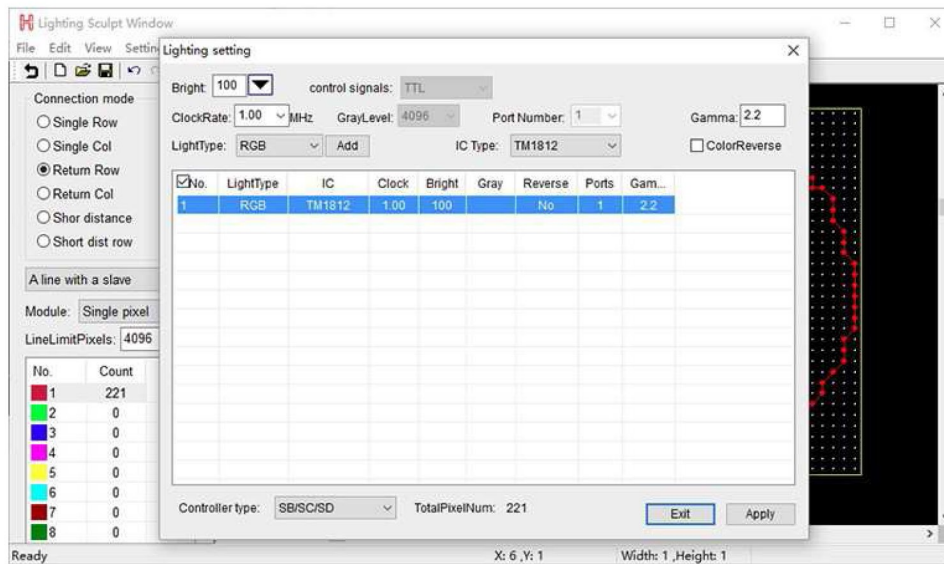 Lighting Sculpt Window
File Edit View Settin
Lighting setting
Bright: 100 control signals: TTL
ClockRate: 1.00 MHz GrayLevel: 4096 Port Number: 1 Gamma: 2.2
LightType: RGB Add IC Type: TM1812 ColorReverse
No. LightType IC Clock Bright Gray Reverse Ports Gam...
1 RGB TM1812 1.00 100 No 1 2.2
Controller type: SB/SC/SD TotalPixelNum: 221 Exit Apply
Connection mode
Single Row
Single Col
Return Row
Return Col
Shor distance
Short dist row
A line with a slave
Module: Single pixel
LineLimitPixels: 4096
No. Count
1 221
2 0
3 0
4 0
5 0
6 0
7 0
8 0
Ready X: 6 ,Y: 1 Width: 1 ,Height: 1